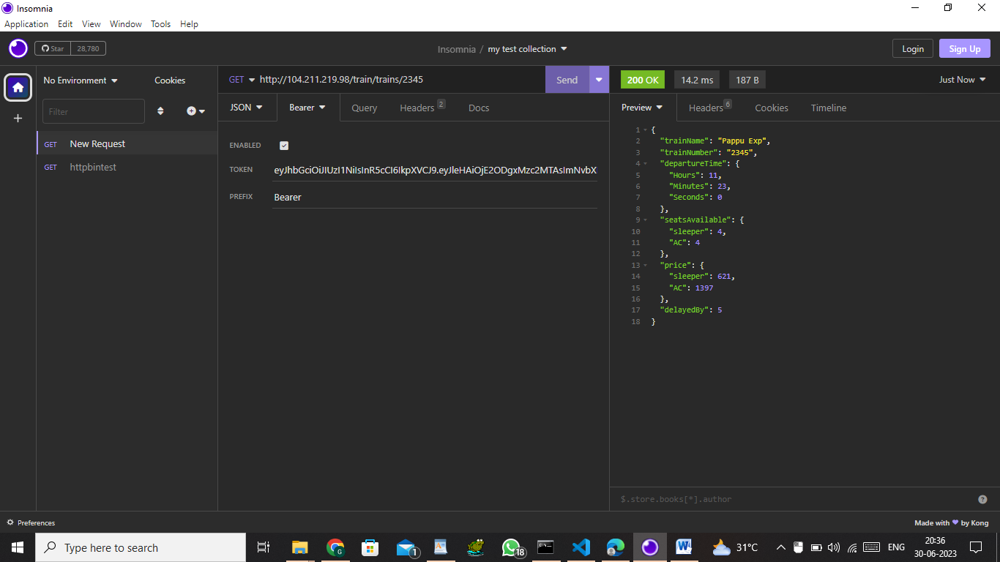 Insomnia
Application Edit View Window Tools Help
Star 28,780
Insomnia / my test collection
Login Sign Up
No Environment Cookies
GET http://104.211.219.98/train/trains/2345 Send
200 OK 14.2 ms 187 B Just Now
Filter
JSON Bearer Query Headers 2 Docs
Preview Headers 6 Cookies Timeline
GET New Request
GET httpbintest
ENABLED
TOKEN eyJhbGciOiJIUzI1NiIsInR5cCI6IkpXVCJ9.eyJleHAiOjE2ODgxMzc2MTAsImNvbX
PREFIX Bearer
1 {
2 "trainName": "Pappu Exp",
3 "trainNumber": "2345",
4 "departureTime": {
5 "Hours": 11,
6 "Minutes": 23,
7 "Seconds": 0
8 },
9 "seatsAvailable": {
10 "sleeper": 4,
11 "AC": 4
12 },
13 "price": {
14 "sleeper": 621,
15 "AC": 1397
16 },
17 "delayedBy": 5
18 }
$.store.books[*].author
Preferences
Made with by Kong
Type here to search
1
18
31°C
ENG
20:36
30-06-2023